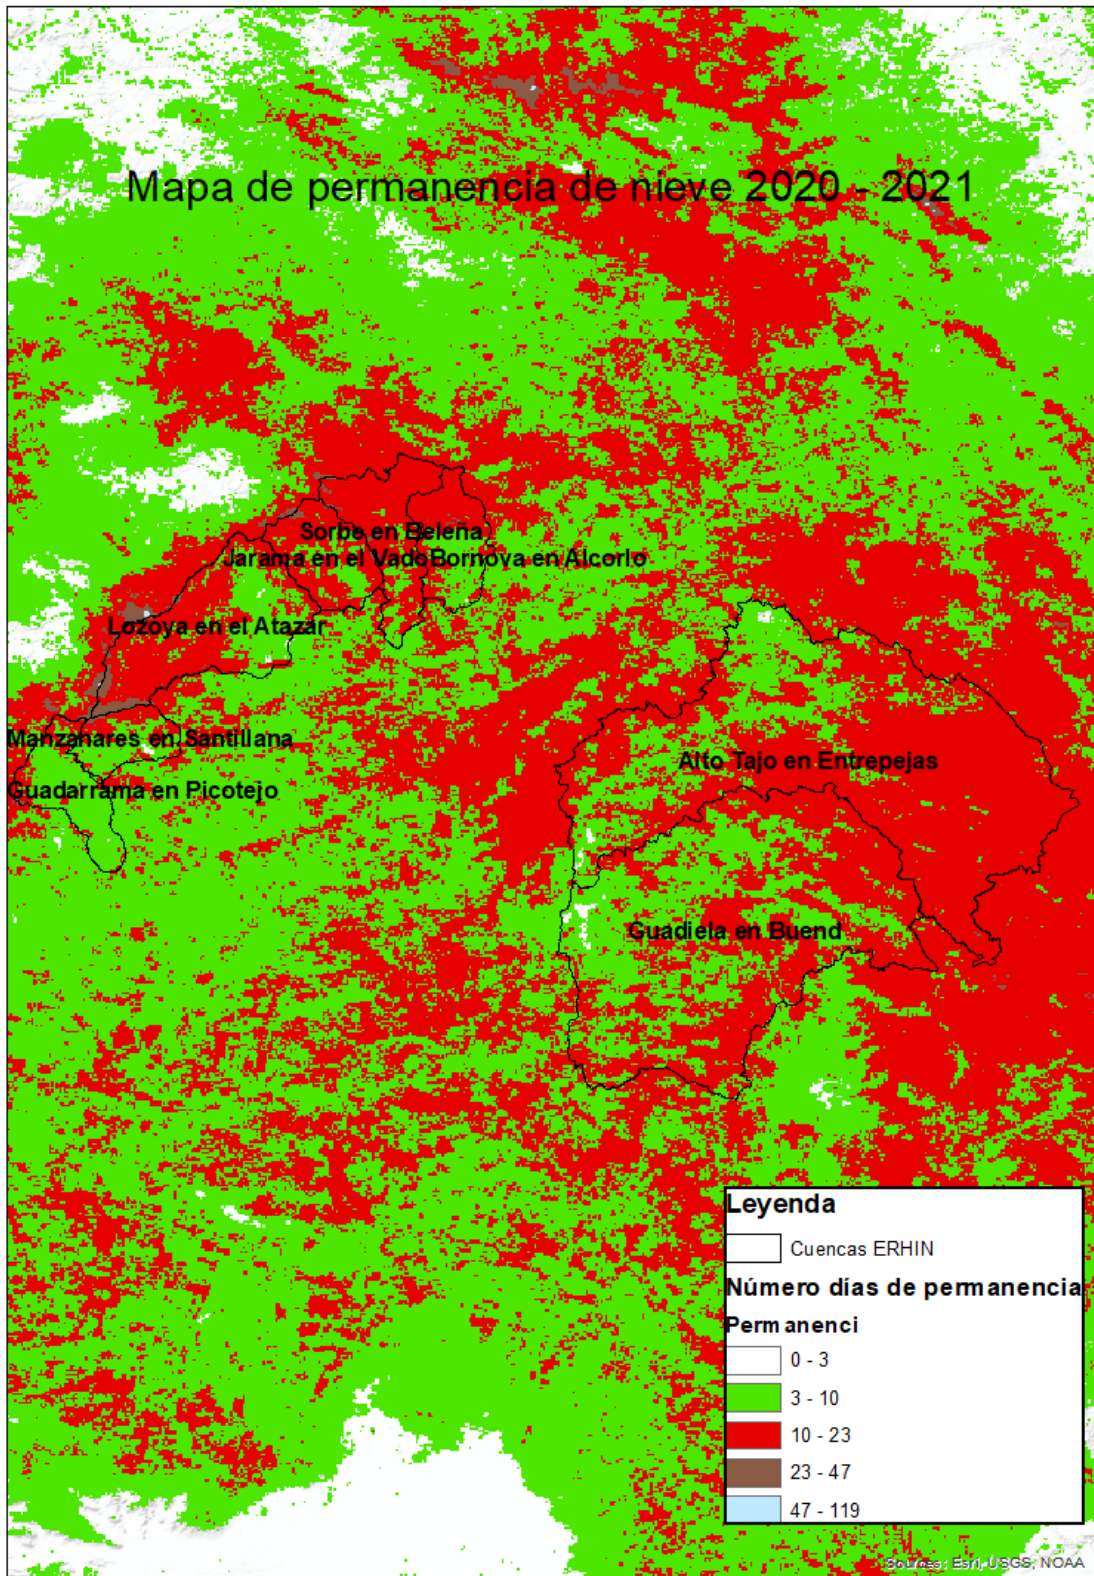 Mapa de permanencia de nieve 2020 - 2021
Sorbe en Beleña
Jarama en el Vado
Bornova en Alcorlo
Lozoya en el Atazar
Manzanares en Santillana
Guadarrama en Picotejo
Alto Tajo en Entrepejas
Guadiela en Buend
Leyenda
Cuencas ERHIN
Número días de permanencia
Permanenci
0 - 3
3 - 10
10 - 23
23 - 47
47 - 119
Sources: Esri, USGS, NOAA